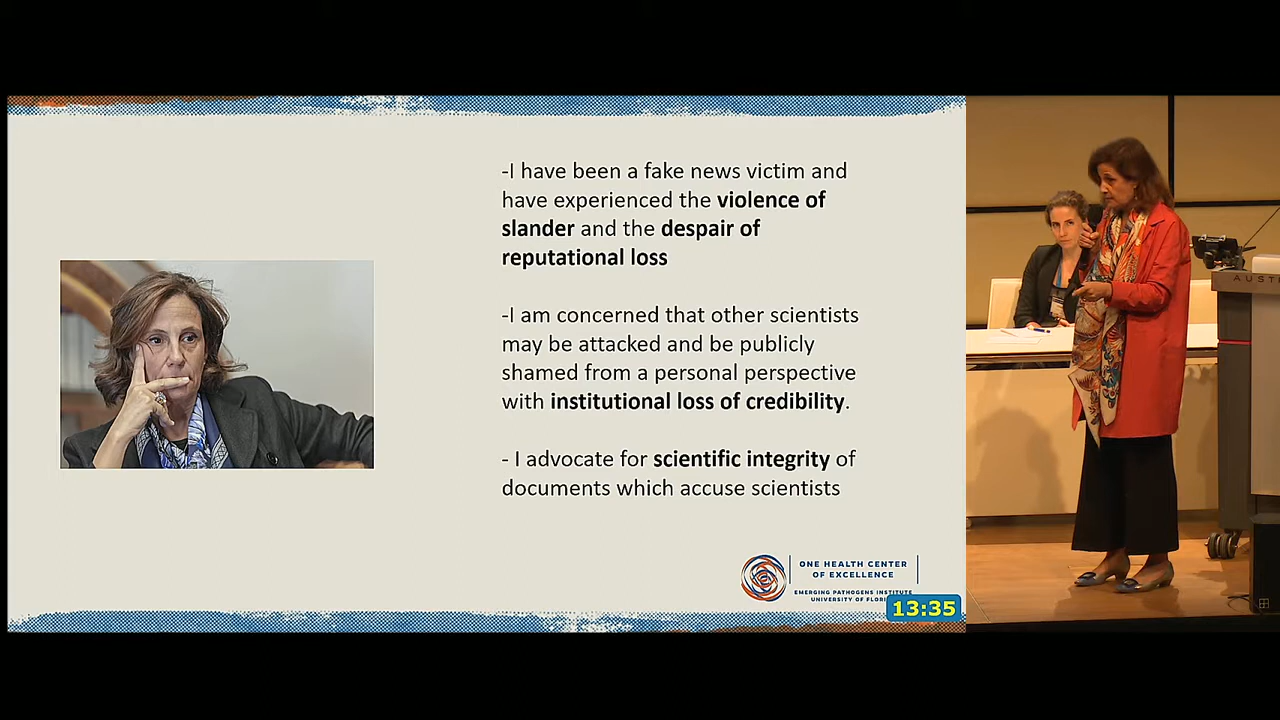 -I have been a fake news victim and
have experienced the violence of
slander and the despair of
reputational loss
-I am concerned that other scientists
may be attacked and be publicly
shamed from a personal perspective
with institutional loss of credibility.
- I advocate for scientific integrity of
documents which accuse scientists
ONE HEALTH CENTER
OF EXCELLENCE
EMERGING PATHOGENS INSTITUTE
UNIVERSITY OF
13:35